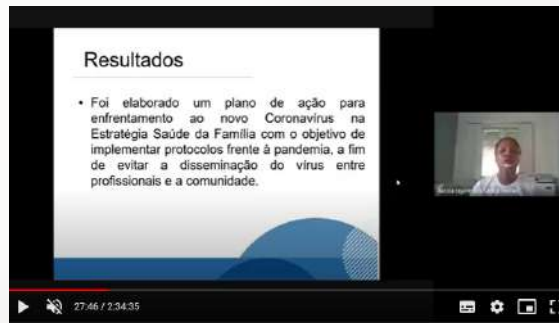 Resultados
• Foi elaborado um plano de ação para
enfrentamento ao novo Coronavírus na
Estratégia Saúde da Família com o objetivo de
implementar protocolos frente à pandemia, a fim
de evitar a disseminação do vírus entre
profissionais e a comunidade.
27:46 / 2:34:35